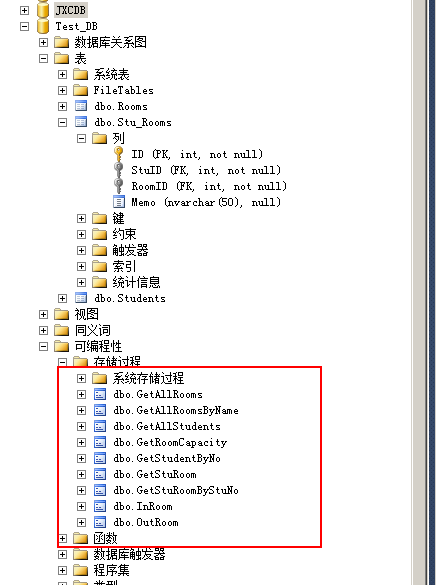 JXCDB
Test_DB
数据库关系图
表
系统表
FileTables
dbo.Rooms
dbo.Stu_Rooms
列
ID (PK, int, not null)
StuID (FK, int, not null)
RoomID (FK, int, not null)
Memo (nvarchar(50), null)
键
约束
触发器
索引
统计信息
dbo.Students
视图
同义词
可编程性
存储过程
系统存储过程
dbo.GetAllRooms
dbo.GetAllRoomsByName
dbo.GetAllStudents
dbo.GetRoomCapacity
dbo.GetStudentByNo
dbo.GetStuRoom
dbo.GetStuRoomByStuNo
dbo.InRoom
dbo.OutRoom
函数
数据库触发器
程序集
类型